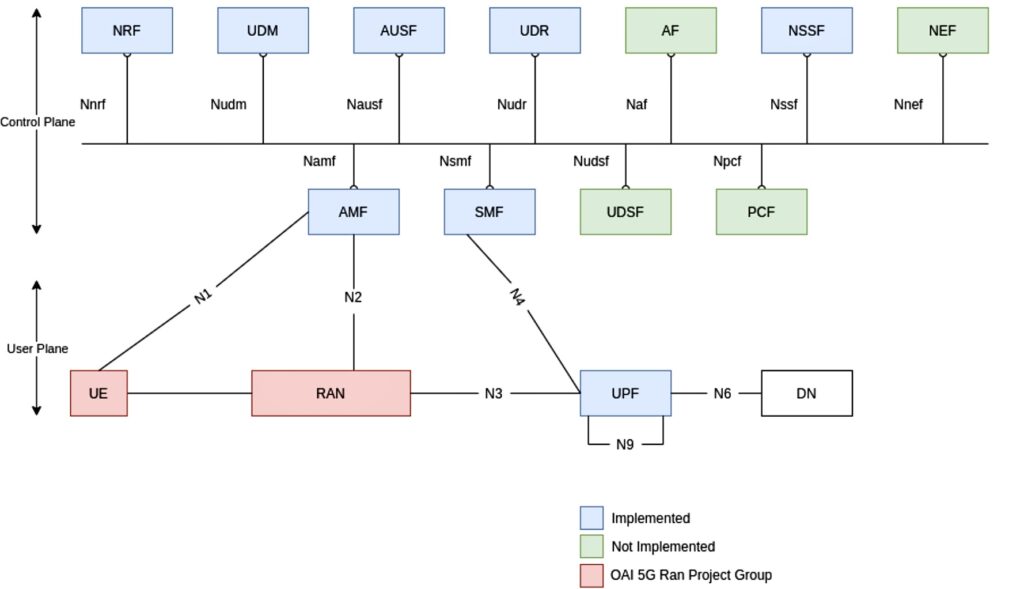 NRF
UDM
AUSF
UDR
AF
NSSF
NEF
Nnrf
Nudm
Nausf
Nudr
Naf
Nssf
Nnef
Control Plane
Namf
Nsmf
Nudsf
Npcf
AMF
SMF
UDSF
PCF
N1
N2
N4
User Plane
UE
RAN
N3
UPF
N6
DN
N9
Implemented
Not Implemented
OAI 5G Ran Project Group